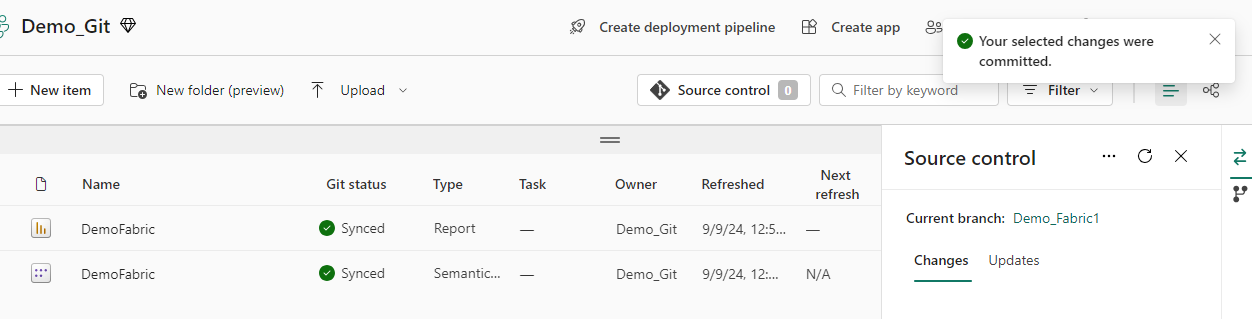 Demo_Git
Create deployment pipeline
Create app
Your selected changes were
committed.
New item
New folder (preview)
Upload
Source control 0
Filter by keyword
Filter
Name Git status Type Task Owner Refreshed Next
refresh
DemoFabric Synced Report — Demo_Git 9/9/24, 12:5... —
DemoFabric Synced Semantic... — Demo_Git 9/9/24, 12:... N/A
Source control
Current branch: Demo_Fabric1
Changes Updates